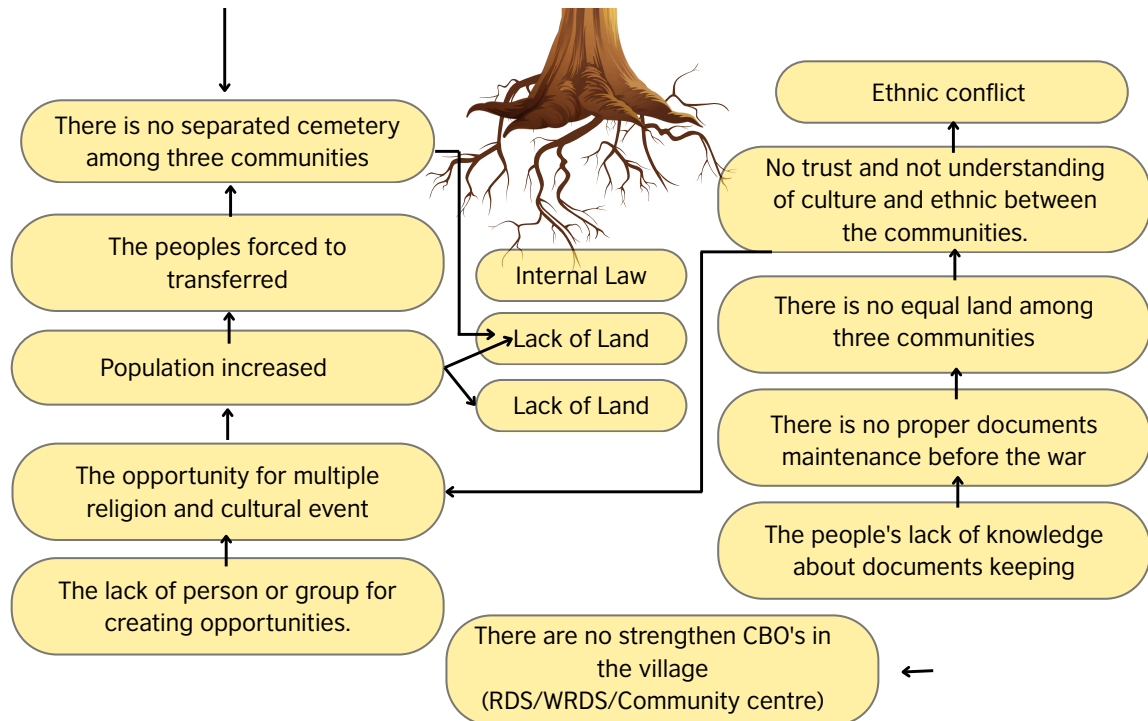 There is no separated cemetery
among three communities
The peoples forced to
transferred
Population increased
The opportunity for multiple
religion and cultural event
The lack of person or group for
creating opportunities.
Internal Law
Lack of Land
Lack of Land
There are no strengthen CBO's in
the village
(RDS/WRDS/Community centre)
Ethnic conflict
No trust and not understanding
of culture and ethnic between
the communities.
There is no equal land among
three communities
There is no proper documents
maintenance before the war
The people's lack of knowledge
about documents keeping